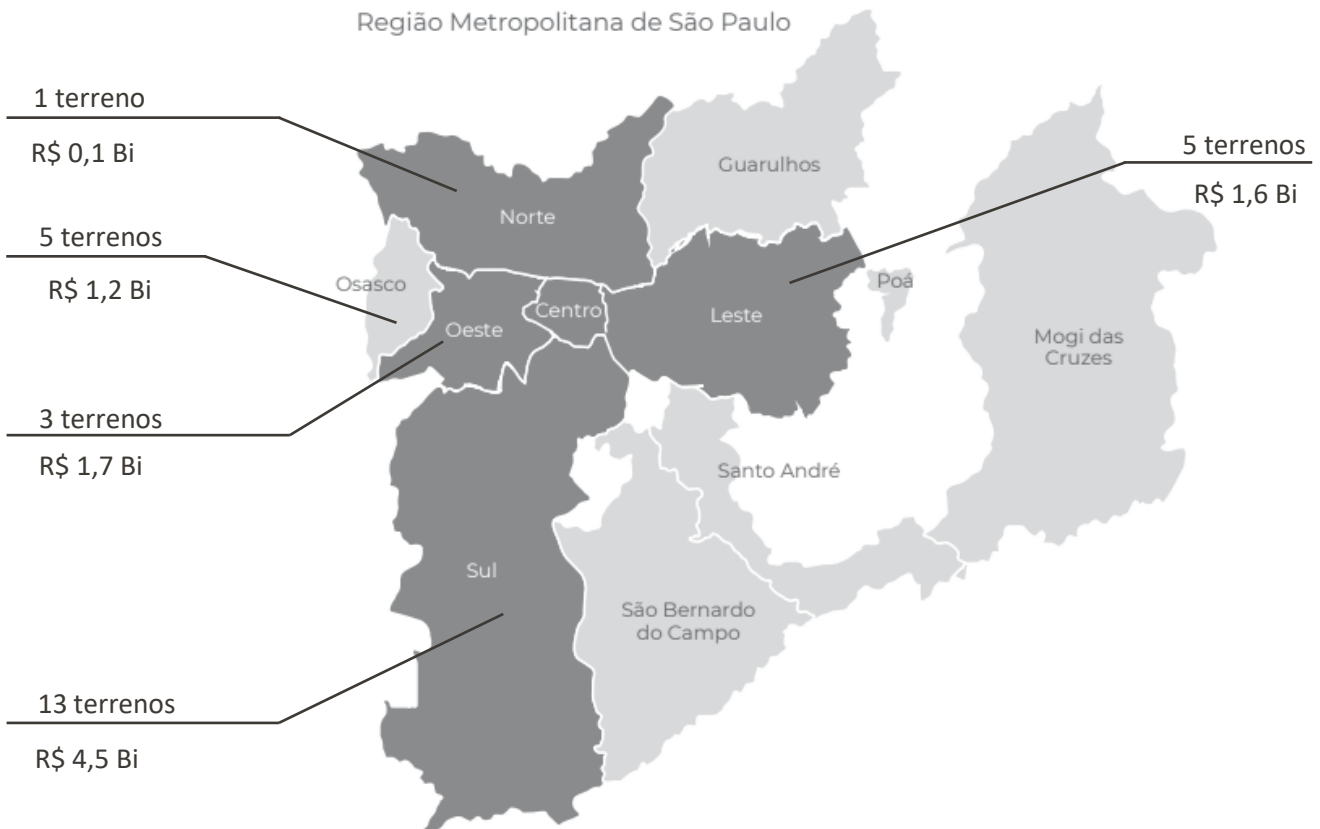 Região Metropolitana de São Paulo
1 terreno
R$ 0,1 Bi
5 terrenos
R$ 1,6 Bi
Guarulhos
Norte
5 terrenos
R$ 1,2 Bi
Osasco
Poá
Centro
Leste
Oeste
Mogi das
Cruzes
3 terrenos
R$ 1,7 Bi
Santo André
Sul
São Bernardo
do Campo
13 terrenos
R$ 4,5 Bi